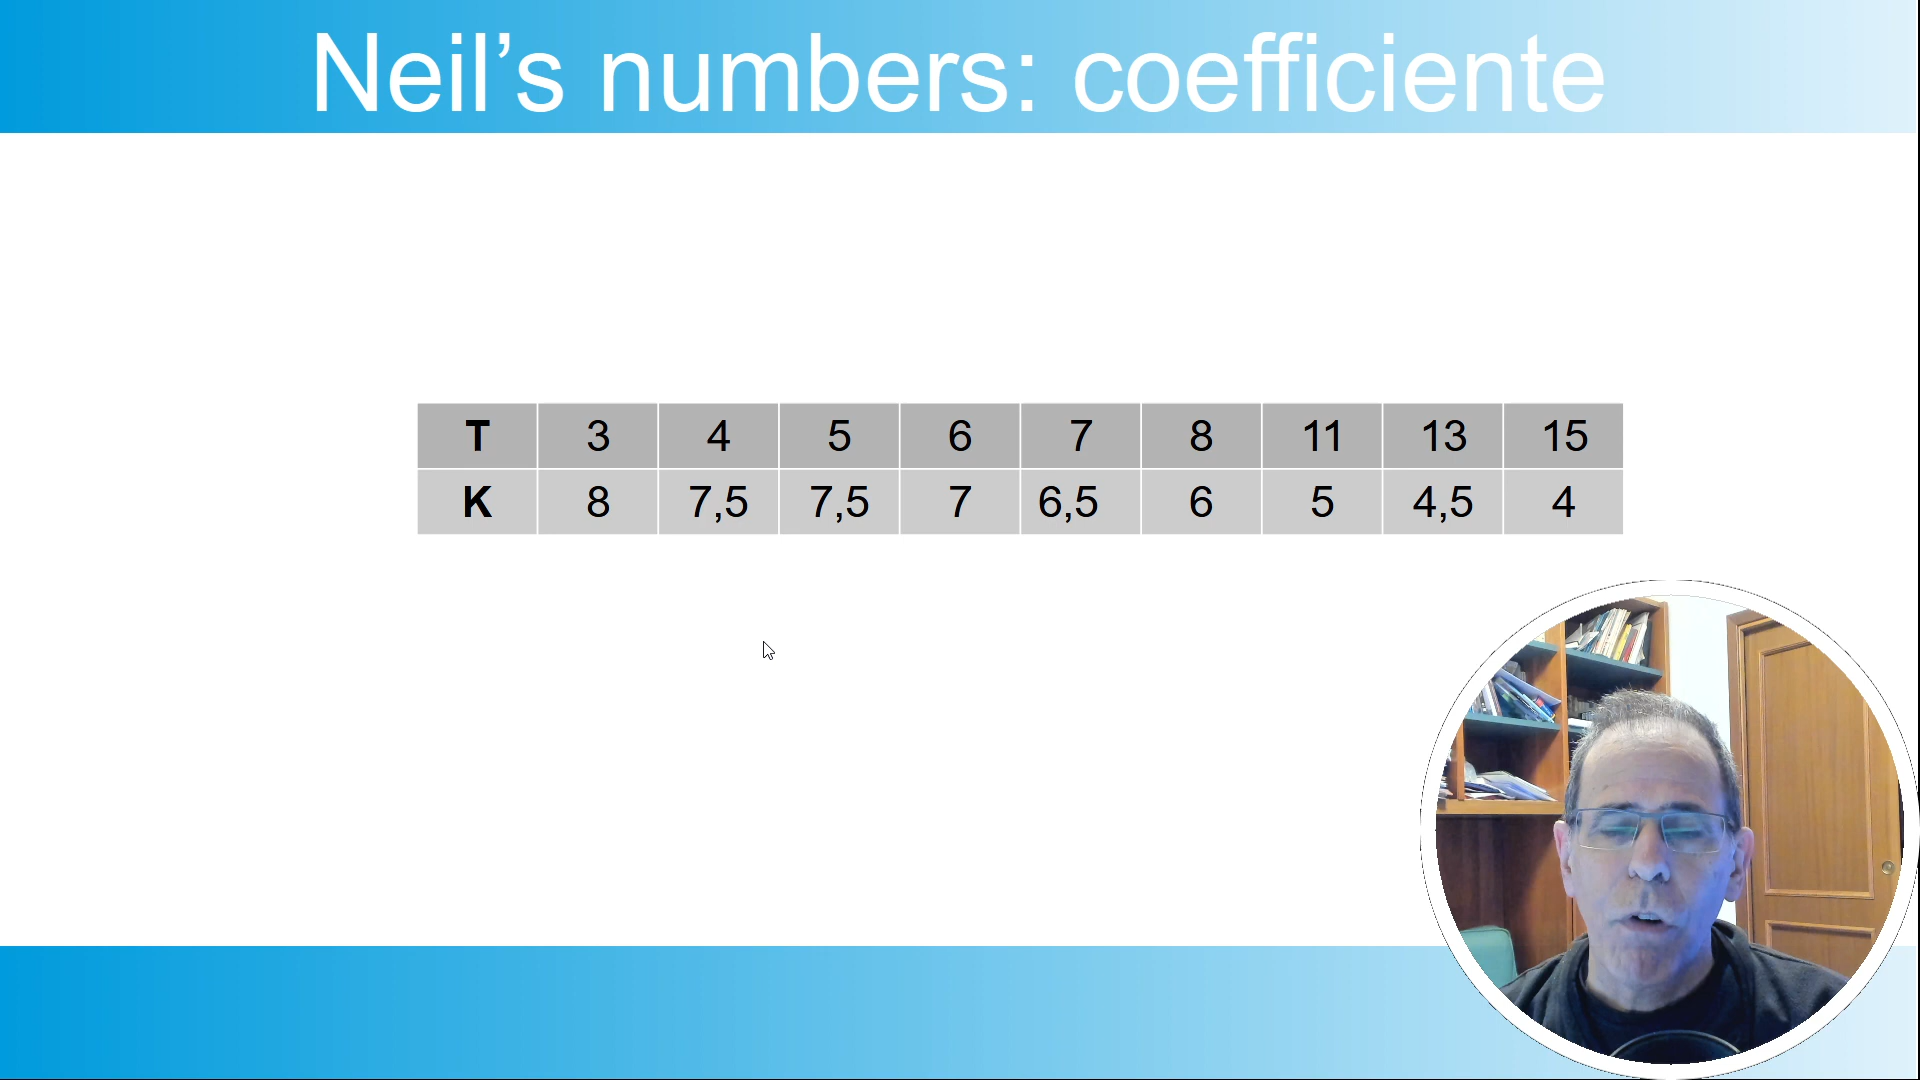 Neil’s numbers: coefficiente
T 3 4 5 6 7 8 11 13 15
K 8 7,5 7,5 7 6,5 6 5 4,5 4